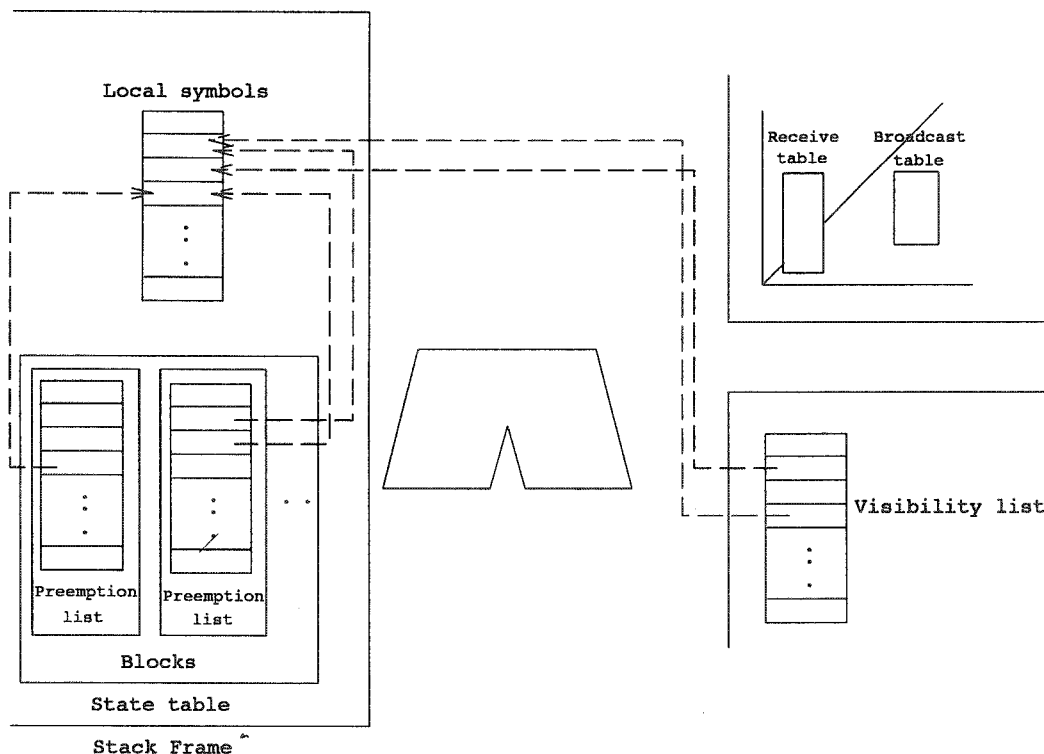 Local symbols
Receive
table
Broadcast
table
Visibility list
Preemption
list
Preemption
list
Blocks
State table
Stack Frame